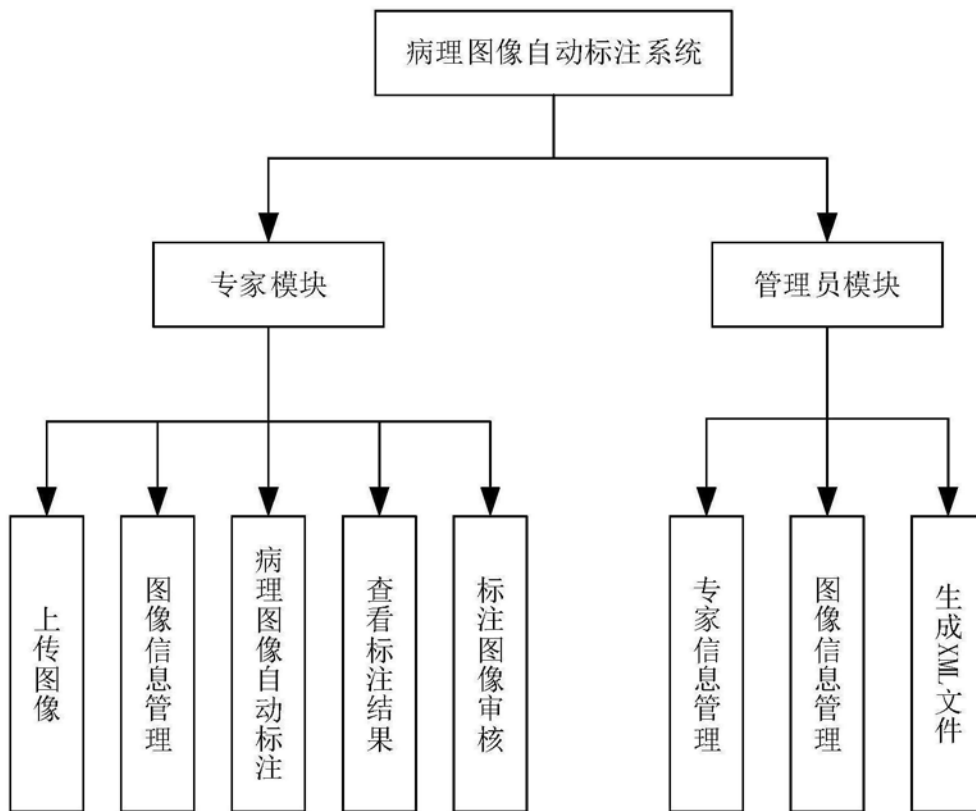 病理图像自动标注系统
专家模块
管理员模块
上传图像
图像信息管理
病理图像自动标注
查看标注结果
标注图像审核
专家信息管理
图像信息管理
生成XML文件